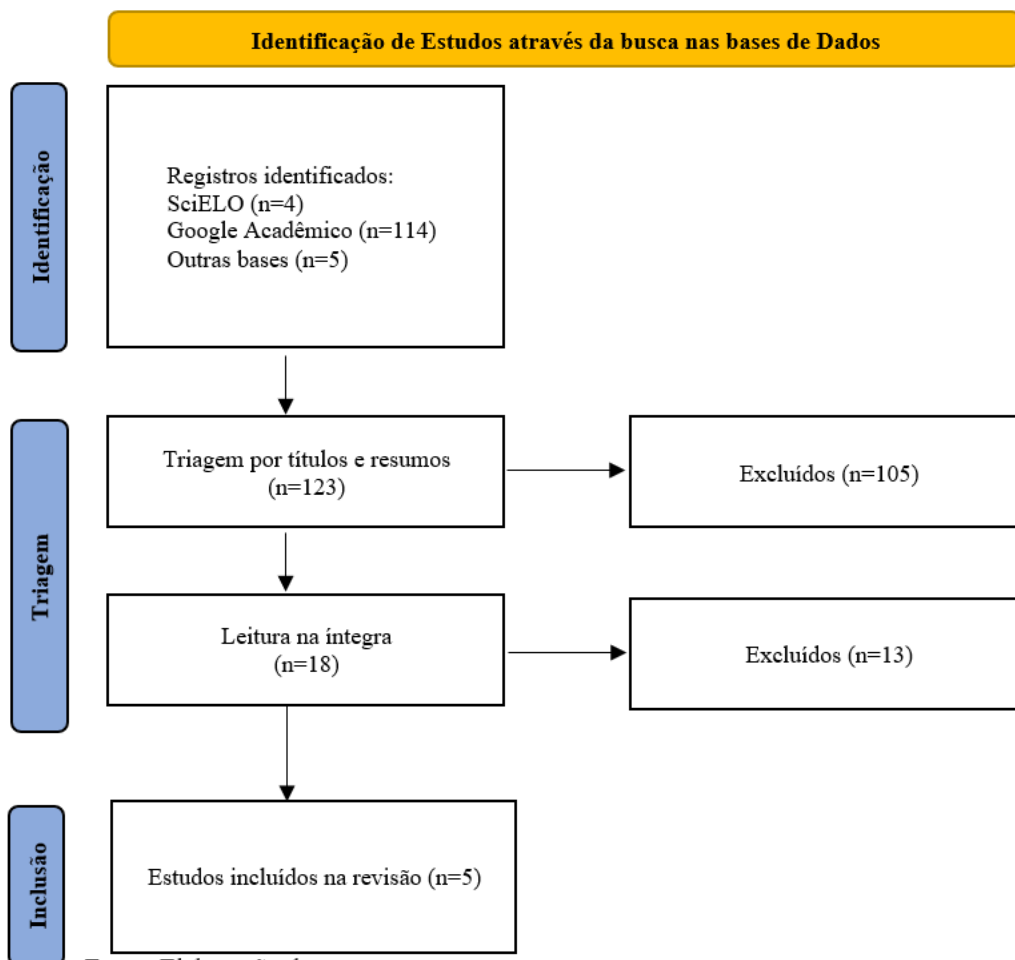 Identificação de Estudos através da busca nas bases de Dados
Identificação
Registros identificados:
SciELO (n=4)
Google Acadêmico (n=114)
Outras bases (n=5)
Triagem
Triagem por títulos e resumos
(n=123)
Excluídos (n=105)
Leitura na íntegra
(n=18)
Excluídos (n=13)
Inclusão
Estudos incluídos na revisão (n=5)